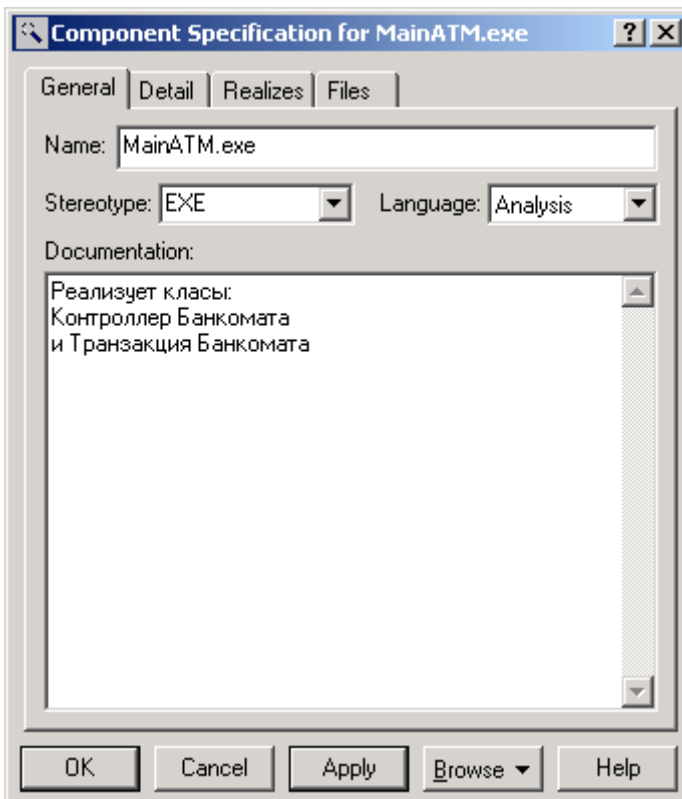 Component Specification for MainATM.exe
General Detail Realizes Files
Name: MainATM.exe
Stereotype: EXE Language: Analysis
Documentation:
Реализует класы:
Контроллер Банкомата
и Транзакция Банкомата
OK Cancel Apply Browse Help